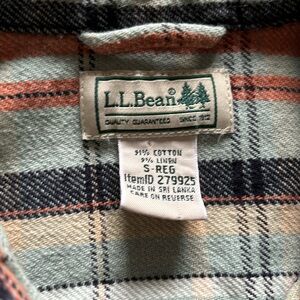 L.L.Bean®
QUALITY GUARANTEED SINCE 1912
91% COTTON
9% LINEN
S-REG
ItemID 279925
MADE IN SRI LANKA
CARE ON REVERSE